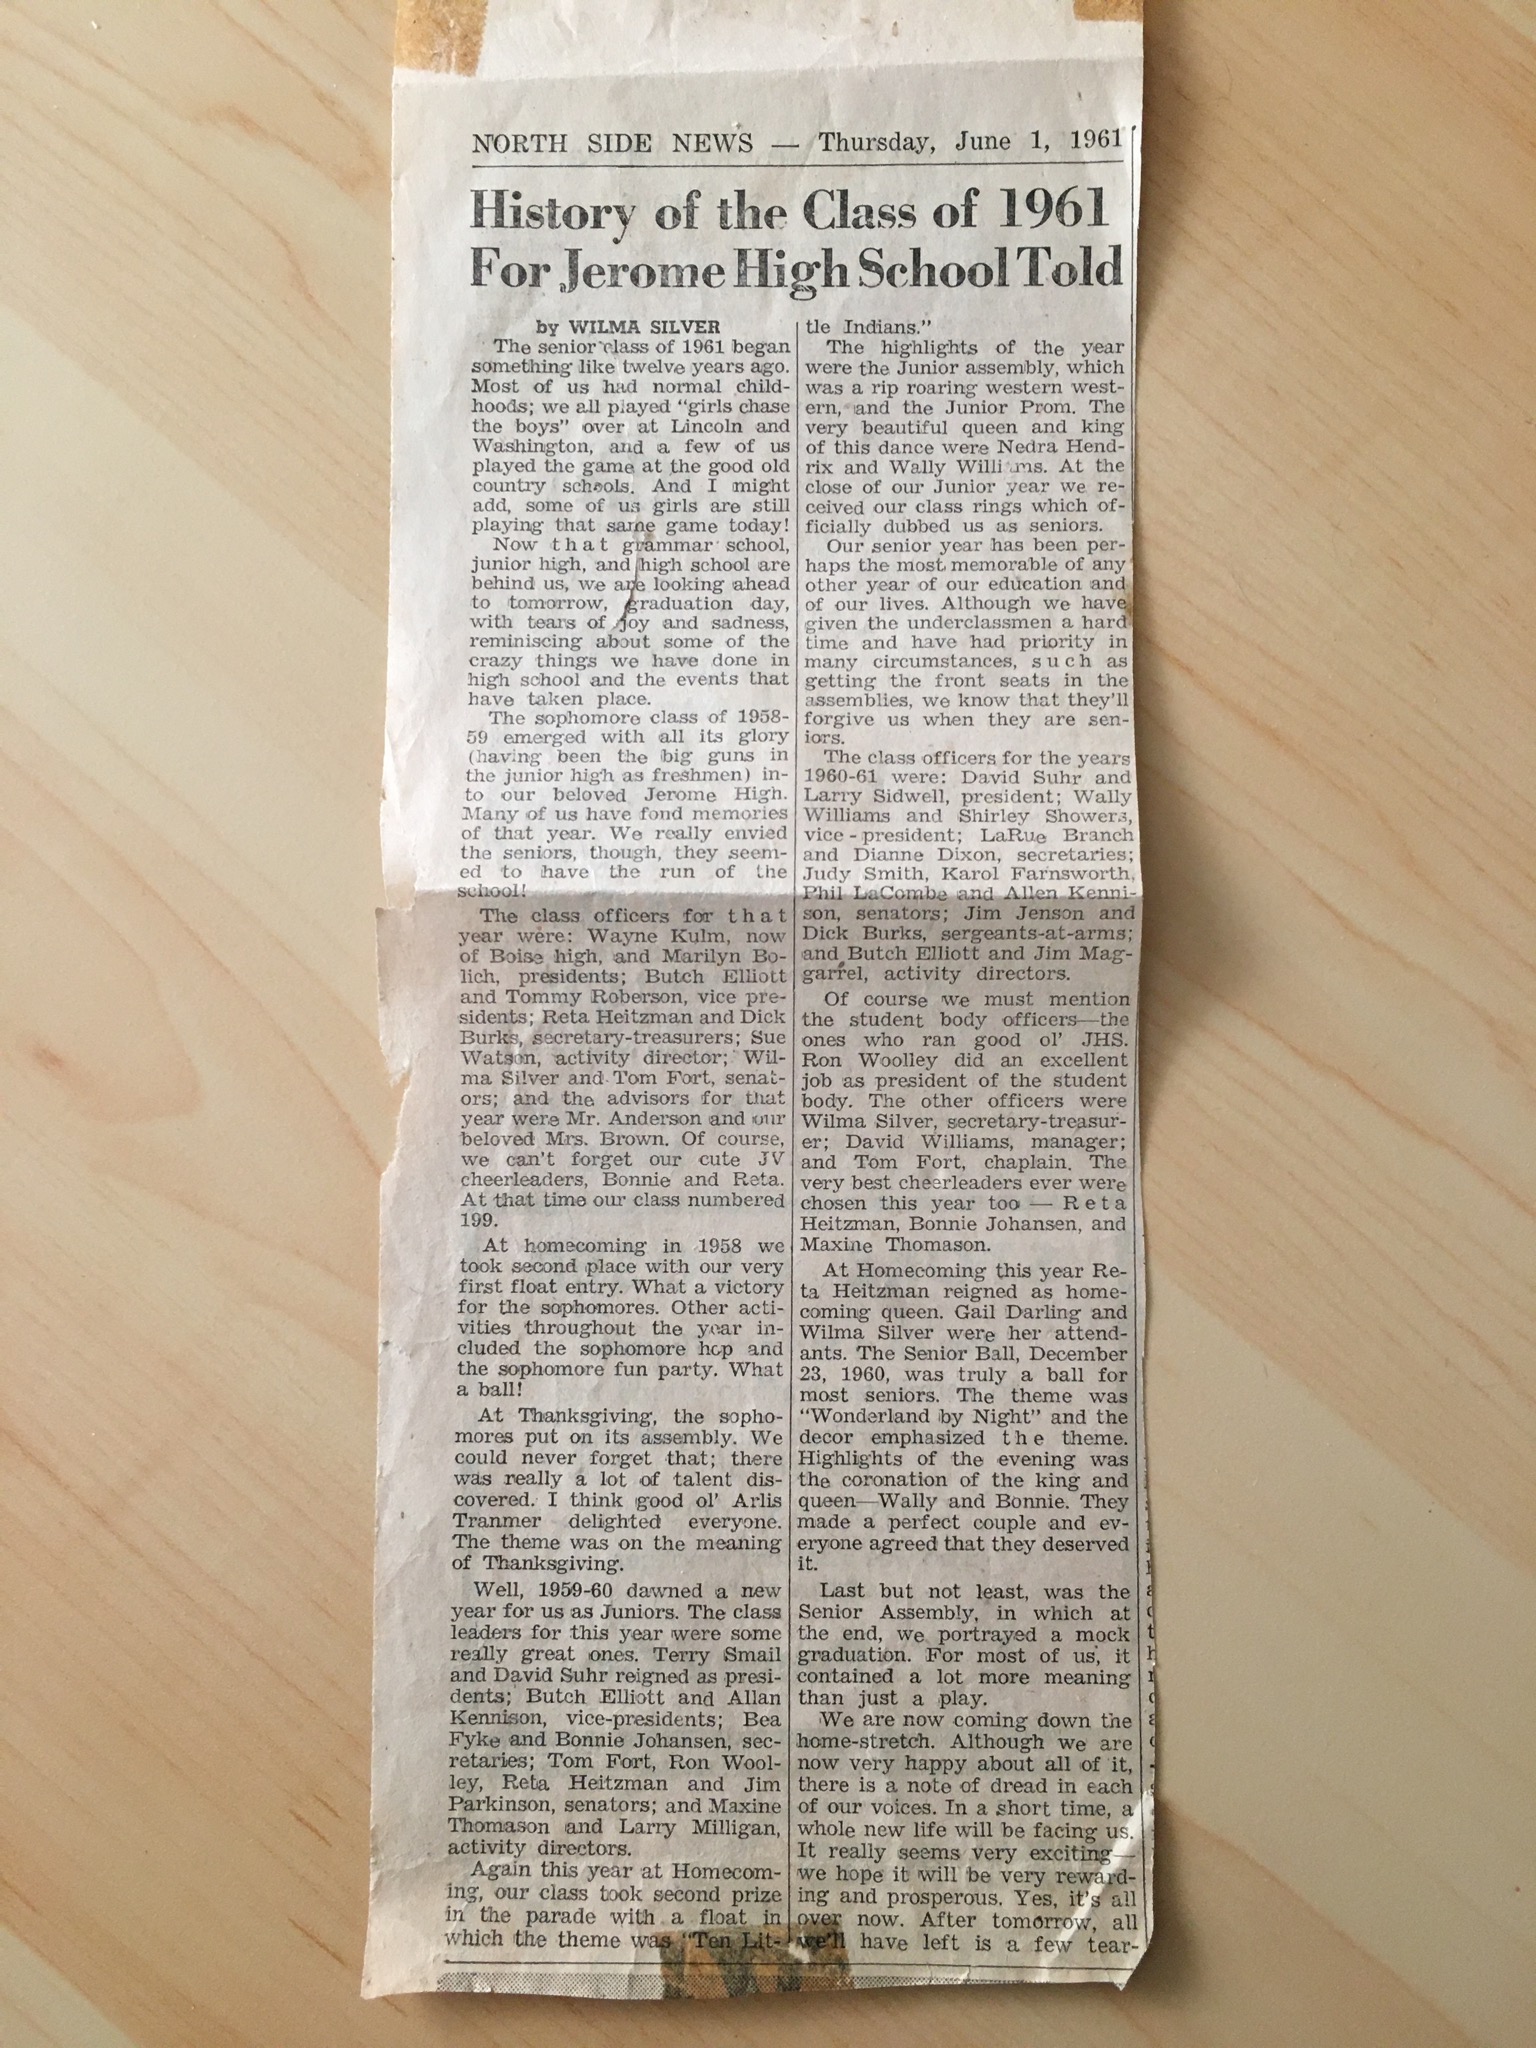 NORTH SIDE NEWS — Thursday, June 1, 1961
History of the Class of 1961
For Jerome High School Told
by WILMA SILVER
The senior class of 1961 began
something like twelve years ago.
Most of us had normal child-
hoods; we all played "girls chase
the boys" over at Lincoln and
Washington, and a few of us
played the game at the good old
country schools. And I might
add, some of us girls are still
playing that same game today!
Now that grammar school,
junior high, and high school are
behind us, we are looking ahead
to tomorrow, graduation day,
with tears of joy and sadness,
reminiscing about some of the
crazy things we have done in
high school and the events that
have taken place.
The sophomore class of 1958-
59 emerged with all its glory
(having been the big guns in
the junior high as freshmen) in-
to our beloved Jerome High.
Many of us have fond memories
of that year. We really envied
the seniors, though, they seem-
ed to have the run of the
school!
The class officers for that
year were: Wayne Kulm, now
of Boise high, and Marilyn Bo-
lich, presidents; Butch Elliott
and Tommy Roberson, vice pre-
sidents; Reta Heitzman and Dick
Burks, secretary-treasurers; Sue
Watson, activity director; Wil-
ma Silver and Tom Fort, senat-
ors; and the advisors for that
year were Mr. Anderson and our
beloved Mrs. Brown. Of course,
we can't forget our cute JV
cheerleaders, Bonnie and Reta.
At that time our class numbered
199.
At homecoming in 1958 we
took second place with our very
first float entry. What a victory
for the sophomores. Other acti-
vities throughout the year in-
cluded the sophomore hop and
the sophomore fun party. What
a ball!
At Thanksgiving, the sopho-
mores put on its assembly. We
could never forget that; there
was really a lot of talent dis-
covered. I think good ol' Arlis
Tranmer delighted everyone.
The theme was on the meaning
of Thanksgiving.
Well, 1959-60 dawned a new
year for us as Juniors. The class
leaders for this year were some
really great ones. Terry Smail
and David Suhr reigned as presi-
dents; Butch Elliott and Allan
Kennison, vice-presidents; Bea
Fyke and Bonnie Johansen, sec-
retaries; Tom Fort, Ron Wool-
ley, Reta Heitzman and Jim
Parkinson, senators; and Maxine
Thomason and Larry Milligan,
activity directors.
Again this year at Homecom-
ing, our class took second prize
in the parade with a float in
which the theme was "Ten Lit-
tle Indians."
The highlights of the year
were the Junior assembly, which
was a rip roaring western west-
ern, and the Junior Prom. The
very beautiful queen and king
of this dance were Nedra Hend-
rix and Wally Williams. At the
close of our Junior year we re-
ceived our class rings which of-
ficially dubbed us as seniors.
Our senior year has been per-
haps the most memorable of any
other year of our education and
of our lives. Although we have
given the underclassmen a hard
time and have had priority in
many circumstances, such as
getting the front seats in the
assemblies, we know that they'll
forgive us when they are sen-
iors.
The class officers for the years
1960-61 were: David Suhr and
Larry Sidwell, president; Wally
Williams and Shirley Showers,
vice-president; LaRue Branch
and Dianne Dixon, secretaries;
Judy Smith, Karol Farnsworth,
Phil LaCombe and Allen Kenni-
son, senators; Jim Jenson and
Dick Burks, sergeants-at-arms;
and Butch Elliott and Jim Mag-
garrel, activity directors.
Of course we must mention
the student body officers—the
ones who ran good ol' JHS.
Ron Woolley did an excellent
job as president of the student
body. The other officers were
Wilma Silver, secretary-treasur-
er; David Williams, manager;
and Tom Fort, chaplain. The
very best cheerleaders ever were
chosen this year too — Reta
Heitzman, Bonnie Johansen, and
Maxine Thomason.
At Homecoming this year Re-
ta Heitzman reigned as home-
coming queen. Gail Darling and
Wilma Silver were her attend-
ants. The Senior Ball, December
23, 1960, was truly a ball for
most seniors. The theme was
"Wonderland by Night" and the
decor emphasized the theme.
Highlights of the evening was
the coronation of the king and
queen—Wally and Bonnie. They
made a perfect couple and ev-
eryone agreed that they deserved
it.
Last but not least, was the
Senior Assembly, in which at
the end, we portrayed a mock
graduation. For most of us, it
contained a lot more meaning
than just a play.
We are now coming down the
home-stretch. Although we are
now very happy about all of it,
there is a note of dread in each
of our voices. In a short time, a
whole new life will be facing us.
It really seems very exciting—
we hope it will be very reward-
ing and prosperous. Yes, it's all
over now. After tomorrow, all
we'll have left is a few tear-